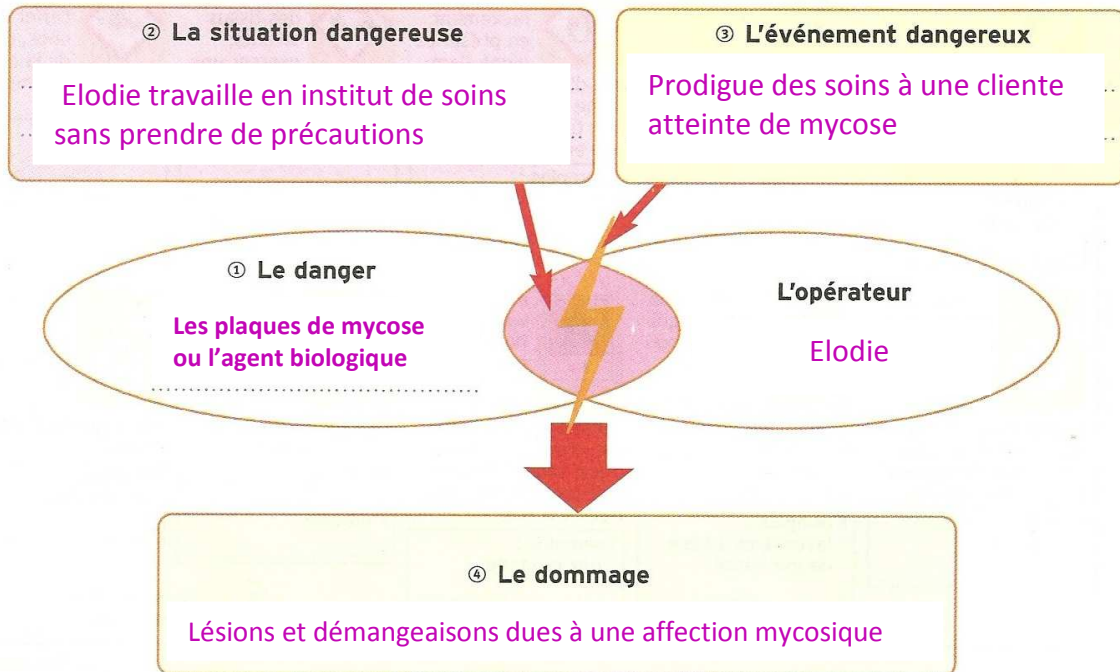 ② La situation dangereuse
Elodie travaille en institut de soins
sans prendre de précautions
③ L'événement dangereux
Prodigue des soins à une cliente
atteinte de mycose
① Le danger
Les plaques de mycose
ou l’agent biologique
L'opérateur
Elodie
④ Le dommage
Lésions et démangeaisons dues à une affection mycosique